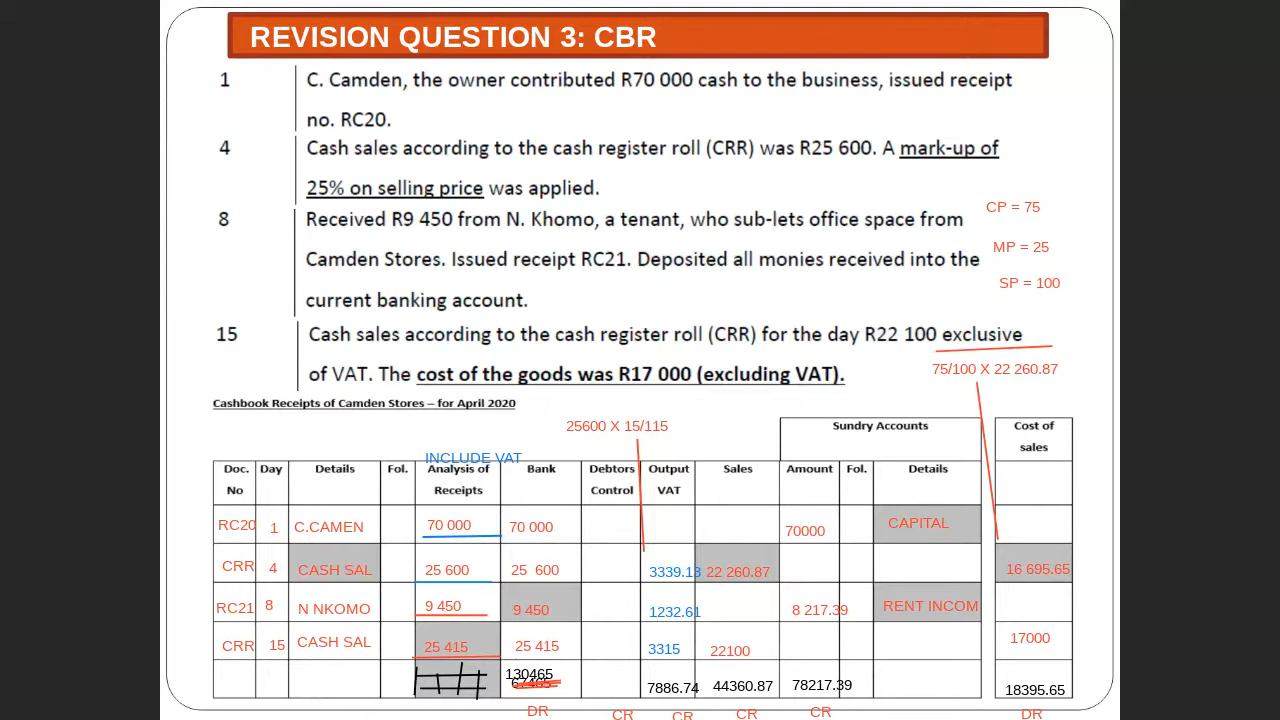 REVISION QUESTION 3: CBR
1 C. Camden, the owner contributed R70 000 cash to the business, issued receipt
no. RC20.
4 Cash sales according to the cash register roll (CRR) was R25 600. A mark-up of
25% on selling price was applied.
CP = 75
8 Received R9 450 from N. Khomo, a tenant, who sub-lets office space from
MP = 25
Camden Stores. Issued receipt RC21. Deposited all monies received into the
SP = 100
current banking account.
15 Cash sales according to the cash register roll (CRR) for the day R22 100 exclusive
of VAT. The cost of the goods was R17 000 (excluding VAT).
75/100 X 22 260.87
Cashbook Receipts of Camden Stores – for April 2020
25600 X 15/115
Sundry Accounts Cost of
sales
INCLUDE VAT
Doc. Day Details Fol. Analysis of Bank Debtors Output Sales Amount Fol. Details
No Receipts Control VAT
RC20 1 C.CAMEN 70 000 70 000 70000 CAPITAL
CRR 4 CASH SAL 25 600 25 600 3339.13 22 260.87 16 695.65
RC21 8 N NKOMO 9 450 9 450 1232.61 8 217.39 RENT INCOM
CRR 15 CASH SAL 25 415 25 415 3315 22100 17000
130465
7886.74 44360.87 78217.39 18395.65
DR CR CR CR CR DR